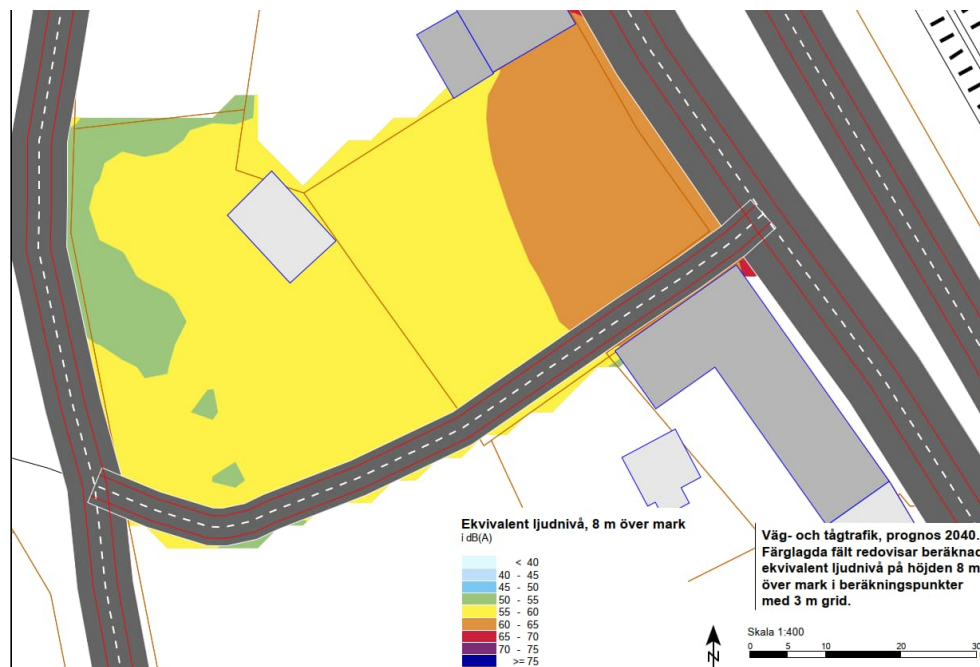 Ekvivalent ljudnivå, 8 m över mark
i dB(A)
< 40
40 - 45
45 - 50
50 - 55
55 - 60
60 - 65
65 - 70
70 - 75
>= 75
N
Väg- och tågtrafik, prognos 2040.
Färglagda fält redovisar beräknad
ekvivalent ljudnivå på höjden 8 m
över mark i beräkningspunkter
med 3 m grid.
Skala 1:400
0 5 10 20 30